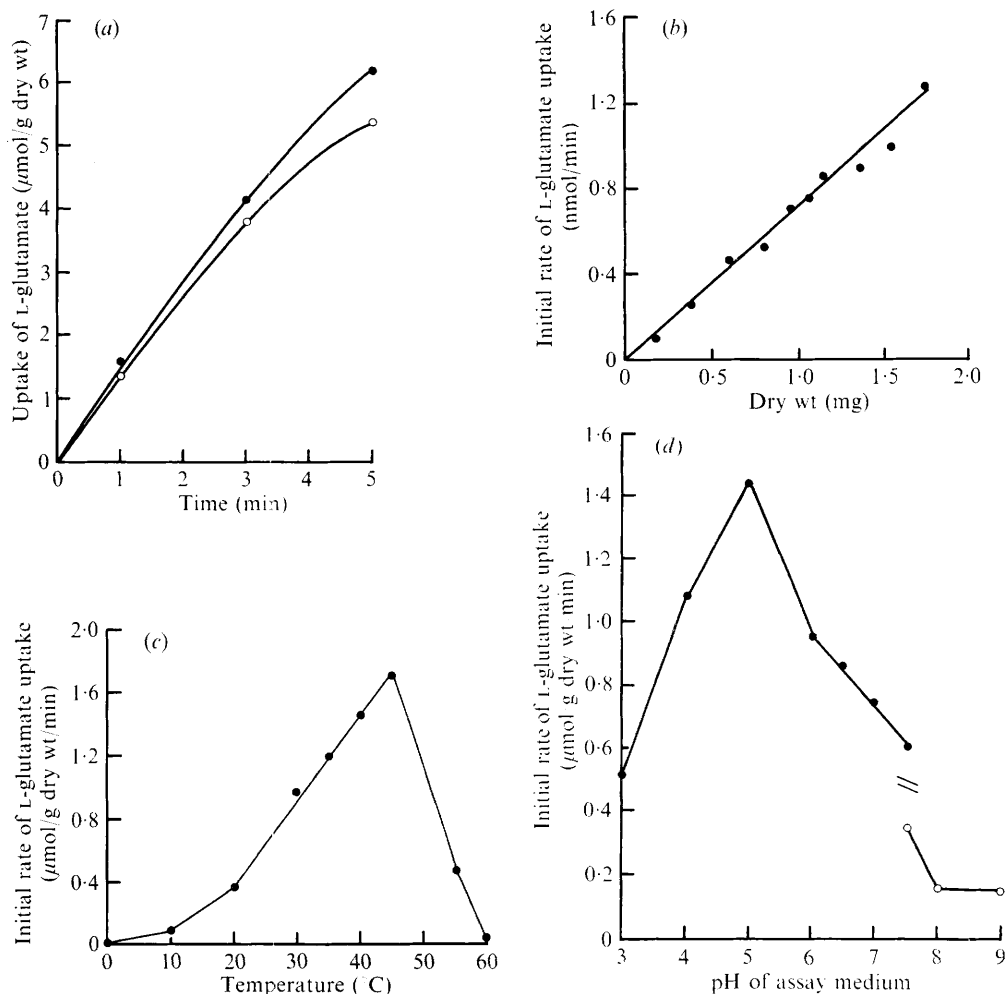 (a)
Uptake of L-glutamate (μmol/g dry wt)
7
6
5
4
3
2
1
0
0 1 2 3 4 5
Time (min)
(b)
Initial rate of L-glutamate uptake
(nmol/min)
1·6
1·2
0·8
0·4
0
0 0·5 1·0 1·5 2·0
Dry wt (mg)
(c)
Initial rate of L-glutamate uptake
(μmol/g dry wt/min)
2·0
1·6
1·2
0·8
0·4
0
0 10 20 30 40 50 60
Temperature ( C)
(d)
Initial rate of L-glutamate uptake
(μmol g dry wt min)
1·6
1·4
1·2
1·0
0·8
0·6
0·4
0·2
0
3 4 5 6 7 8 9
pH of assay medium